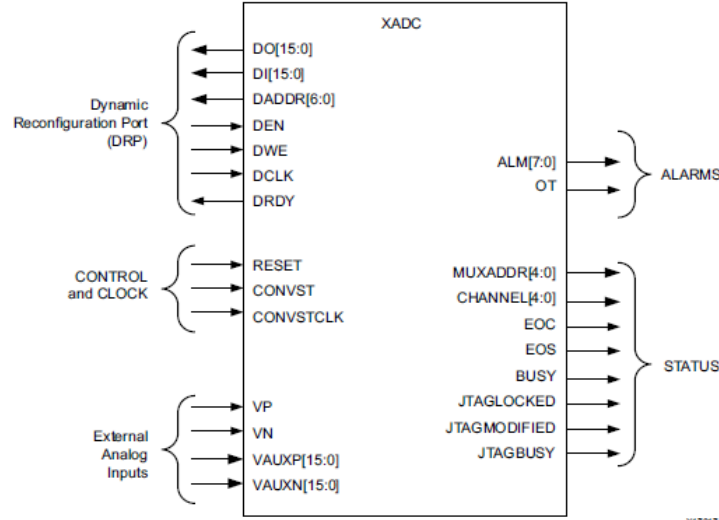 XADC
DO[15:0]
DI[15:0]
DADDR[6:0]
DEN
DWE
DCLK
DRDY
Dynamic
Reconfiguration Port
(DRP)
RESET
CONVST
CONVSTCLK
CONTROL
and CLOCK
VP
VN
VAUXP[15:0]
VAUXN[15:0]
External
Analog
Inputs
ALM[7:0]
OT
ALARMS
MUXADDR[4:0]
CHANNEL[4:0]
EOC
EOS
BUSY
JTAGLOCKED
JTAGMODIFIED
JTAGBUSY
STATUS